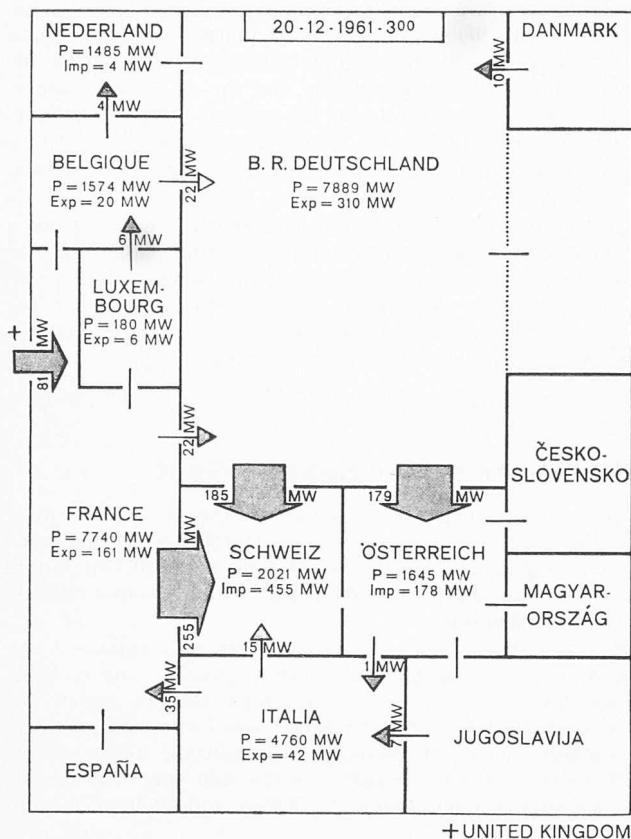 20-12-1961-3⁰⁰
NEDERLAND
P = 1485 MW
Imp = 4 MW
4 MW
DANMARK
10 MW
BELGIQUE
P = 1574 MW
Exp = 20 MW
22 MW
6 MW
B. R. DEUTSCHLAND
P = 7889 MW
Exp = 310 MW
LUXEM-
BOURG
P = 180 MW
Exp = 6 MW
+
81 MW
22 MW
FRANCE
P = 7740 MW
Exp = 161 MW
255 MW
185 MW
179 MW
SCHWEIZ
P = 2021 MW
Imp = 455 MW
ÖSTERREICH
P = 1645 MW
Imp = 178 MW
ČESKO-
SLOVENSKO
MAGYAR-
ORSZÁG
15 MW
1 MW
35 MW
ITALIA
P = 4760 MW
Exp = 42 MW
7 MW
JUGOSLAVIJA
ESPAÑA
+ UNITED KINGDOM